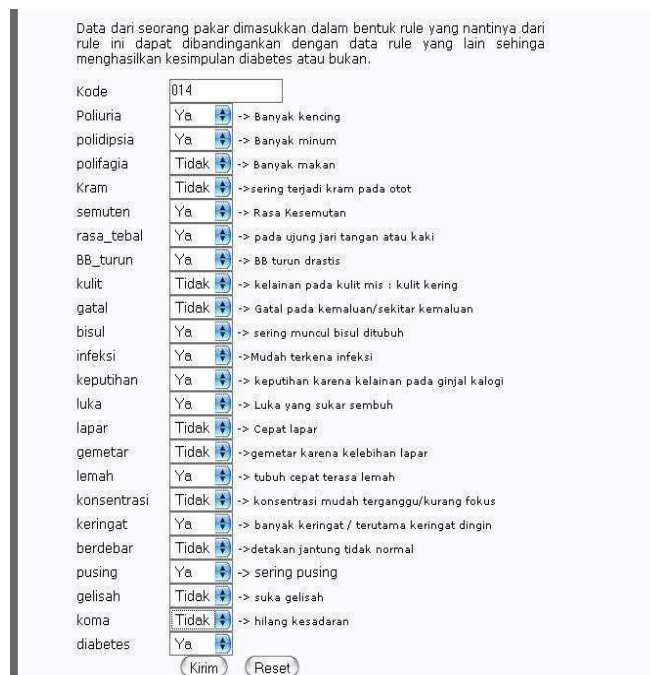 Data dari seorang pakar dimasukkan dalam bentuk rule yang nantinya dari
rule ini dapat dibandingankan dengan data rule yang lain sehinga
menghasilkan kesimpulan diabetes atau bukan.
Kode 014
Poliuria Ya -> Banyak kencing
polidipsia Ya -> Banyak minum
polifagia Tidak -> Banyak makan
Kram Tidak ->sering terjadi kram pada otot
semuten Ya -> Rasa Kesemutan
rasa_tebal Ya -> pada ujung jari tangan atau kaki
BB_turun Ya -> BB turun drastis
kulit Tidak -> kelainan pada kulit mis : kulit kering
gatal Tidak -> Gatal pada kemaluan/sekitar kemaluan
bisul Ya -> sering muncul bisul ditubuh
infeksi Ya ->Mudah terkena infeksi
keputihan Ya -> keputihan karena kelainan pada ginjal kalogi
luka Ya -> Luka yang sukar sembuh
lapar Tidak -> Cepat lapar
gemetar Tidak ->gemetar karena kelebihan lapar
lemah Ya -> tubuh cepat terasa lemah
konsentrasi Tidak -> konsentrasi mudah terganggu/kurang fokus
keringat Ya -> banyak keringat / terutama keringat dingin
berdebar Tidak ->detakan jantung tidak normal
pusing Ya -> sering pusing
gelisah Tidak -> suka gelisah
koma Tidak -> hilang kesadaran
diabetes Ya
Kirim Reset